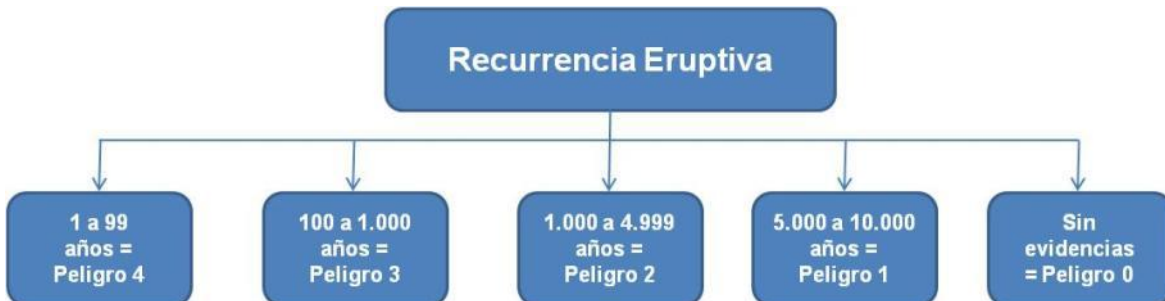 Recurrencia Eruptiva
1 a 99
años =
Peligro 4
100 a 1.000
años =
Peligro 3
1.000 a 4.999
años =
Peligro 2
5.000 a 10.000
años =
Peligro 1
Sin
evidencias
= Peligro 0